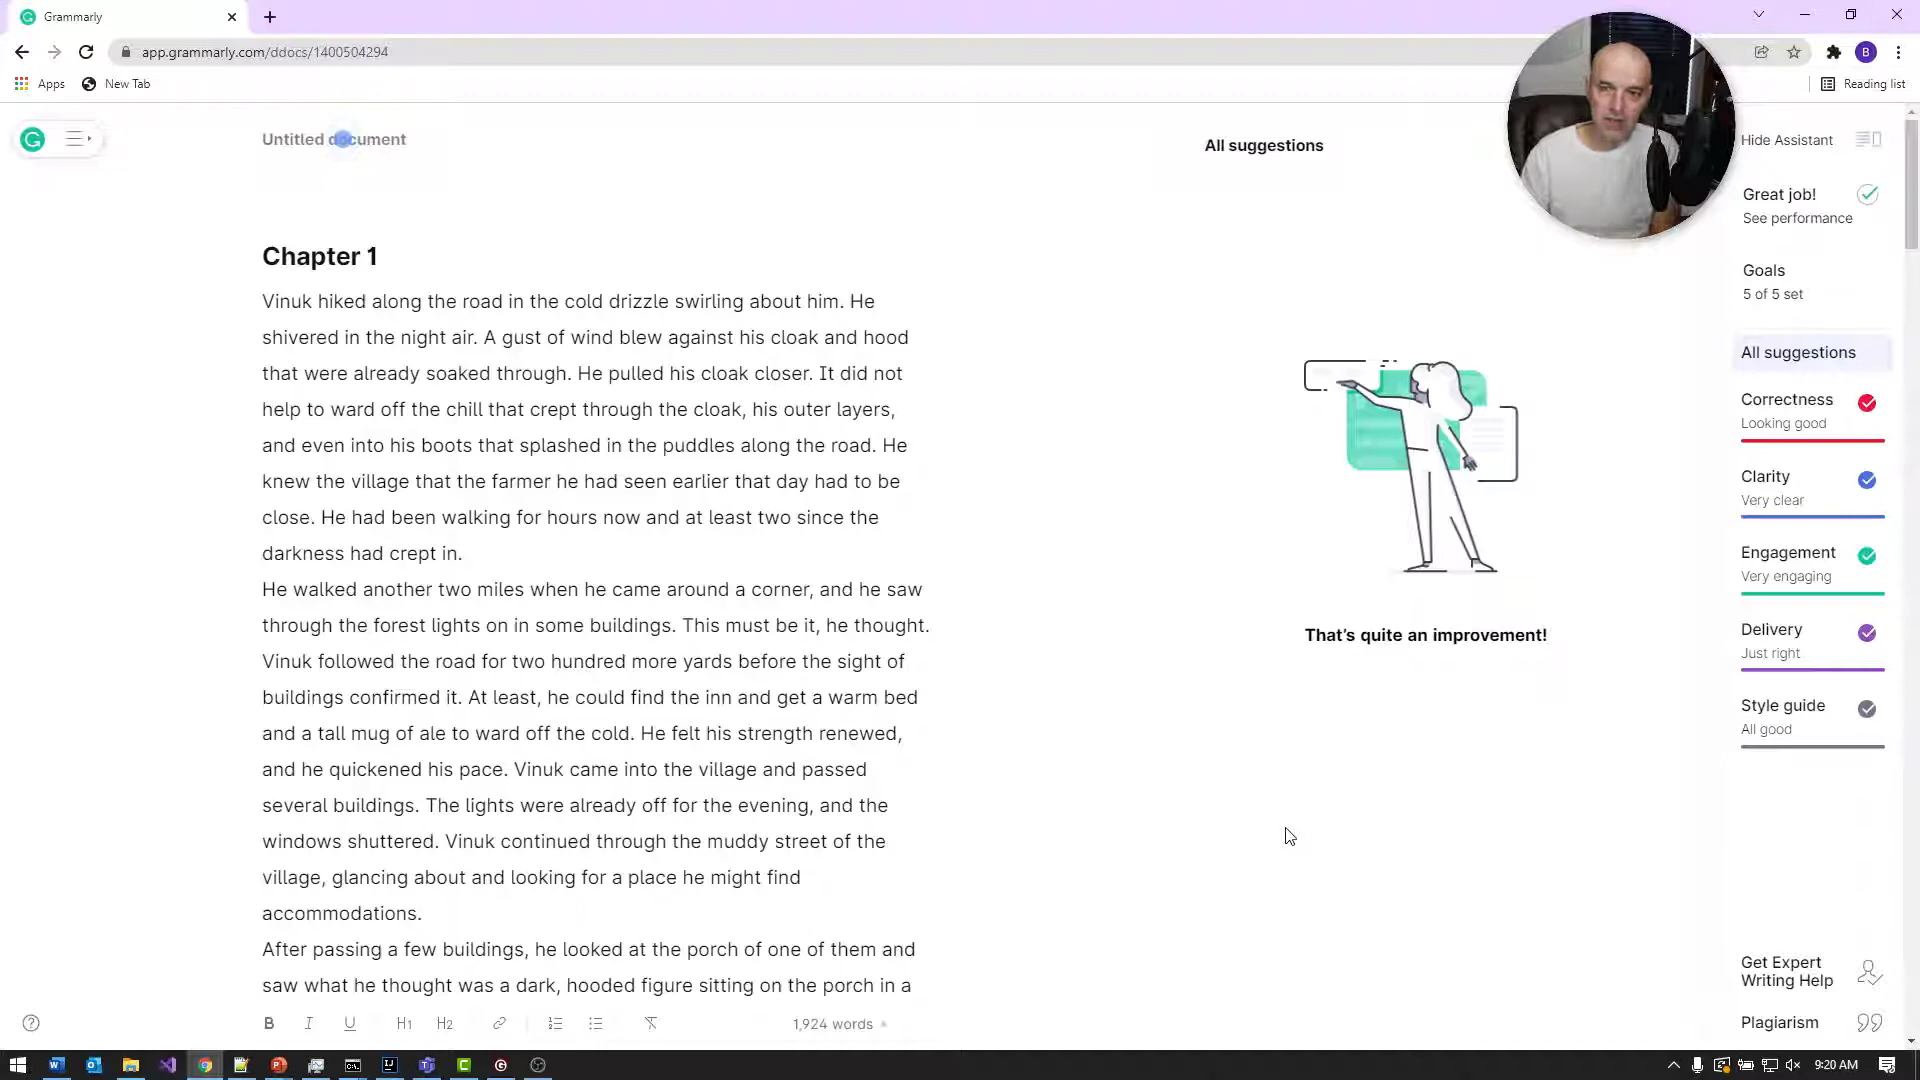 Grammarly
app.grammarly.com/ddocs/1400504294
B
Apps
New Tab
Reading list
Untitled document
All suggestions
Hide Assistant
Great job!
See performance
Goals
5 of 5 set
All suggestions
Correctness
Looking good
Clarity
Very clear
Engagement
Very engaging
Delivery
Just right
Style guide
All good
Get Expert
Writing Help
Plagiarism
Chapter 1
Vinuk hiked along the road in the cold drizzle swirling about him. He
shivered in the night air. A gust of wind blew against his cloak and hood
that were already soaked through. He pulled his cloak closer. It did not
help to ward off the chill that crept through the cloak, his outer layers,
and even into his boots that splashed in the puddles along the road. He
knew the village that the farmer he had seen earlier that day had to be
close. He had been walking for hours now and at least two since the
darkness had crept in.
He walked another two miles when he came around a corner, and he saw
through the forest lights on in some buildings. This must be it, he thought.
Vinuk followed the road for two hundred more yards before the sight of
buildings confirmed it. At least, he could find the inn and get a warm bed
and a tall mug of ale to ward off the cold. He felt his strength renewed,
and he quickened his pace. Vinuk came into the village and passed
several buildings. The lights were already off for the evening, and the
windows shuttered. Vinuk continued through the muddy street of the
village, glancing about and looking for a place he might find
accommodations.
After passing a few buildings, he looked at the porch of one of them and
saw what he thought was a dark, hooded figure sitting on the porch in a
That's quite an improvement!
B I U H1 H2
1,924 words
9:20 AM